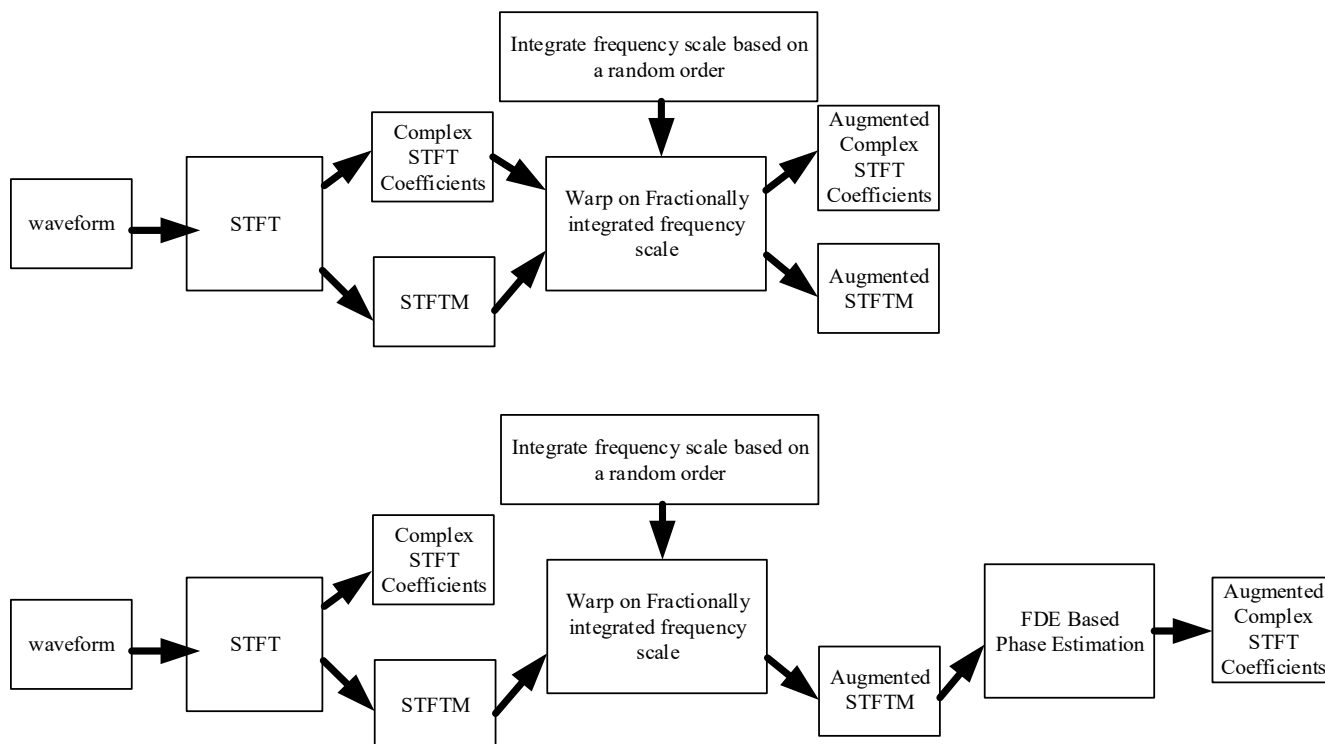 Integrate frequency scale based on
a random order
Complex
STFT
Coefficients
Augmented
Complex
STFT
Coefficients
waveform
STFT
Warp on Fractionally
integrated frequency
scale
STFTM
Augmented
STFTM
Integrate frequency scale based on
a random order
Complex
STFT
Coefficients
waveform
STFT
Warp on Fractionally
integrated frequency
scale
FDE Based
Phase Estimation
Augmented
Complex
STFT
Coefficients
STFTM
Augmented
STFTM